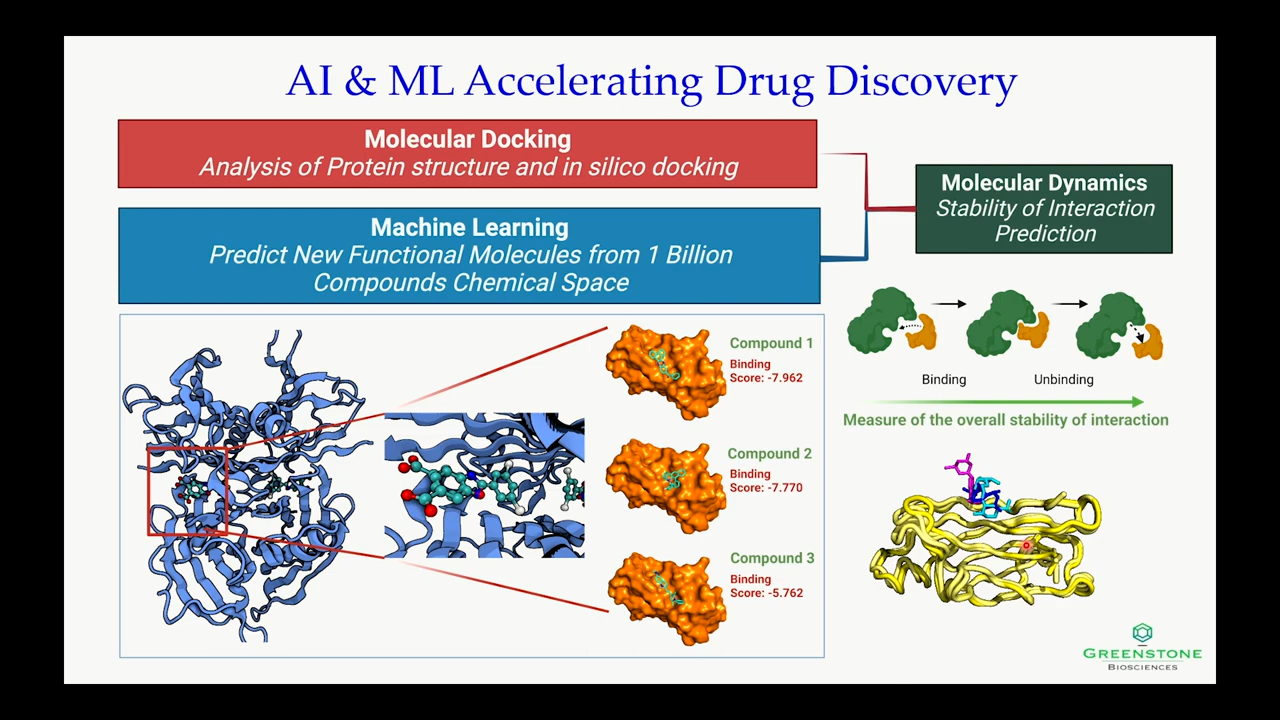 AI & ML Accelerating Drug Discovery
Molecular Docking
Analysis of Protein structure and in silico docking
Machine Learning
Predict New Functional Molecules from 1 Billion
Compounds Chemical Space
Molecular Dynamics
Stability of Interaction
Prediction
Compound 1
Binding
Score: -7.962
Compound 2
Binding
Score: -7.770
Compound 3
Binding
Score: -5.762
Binding
Unbinding
Measure of the overall stability of interaction
GREENSTONE
BIOSCIENCES